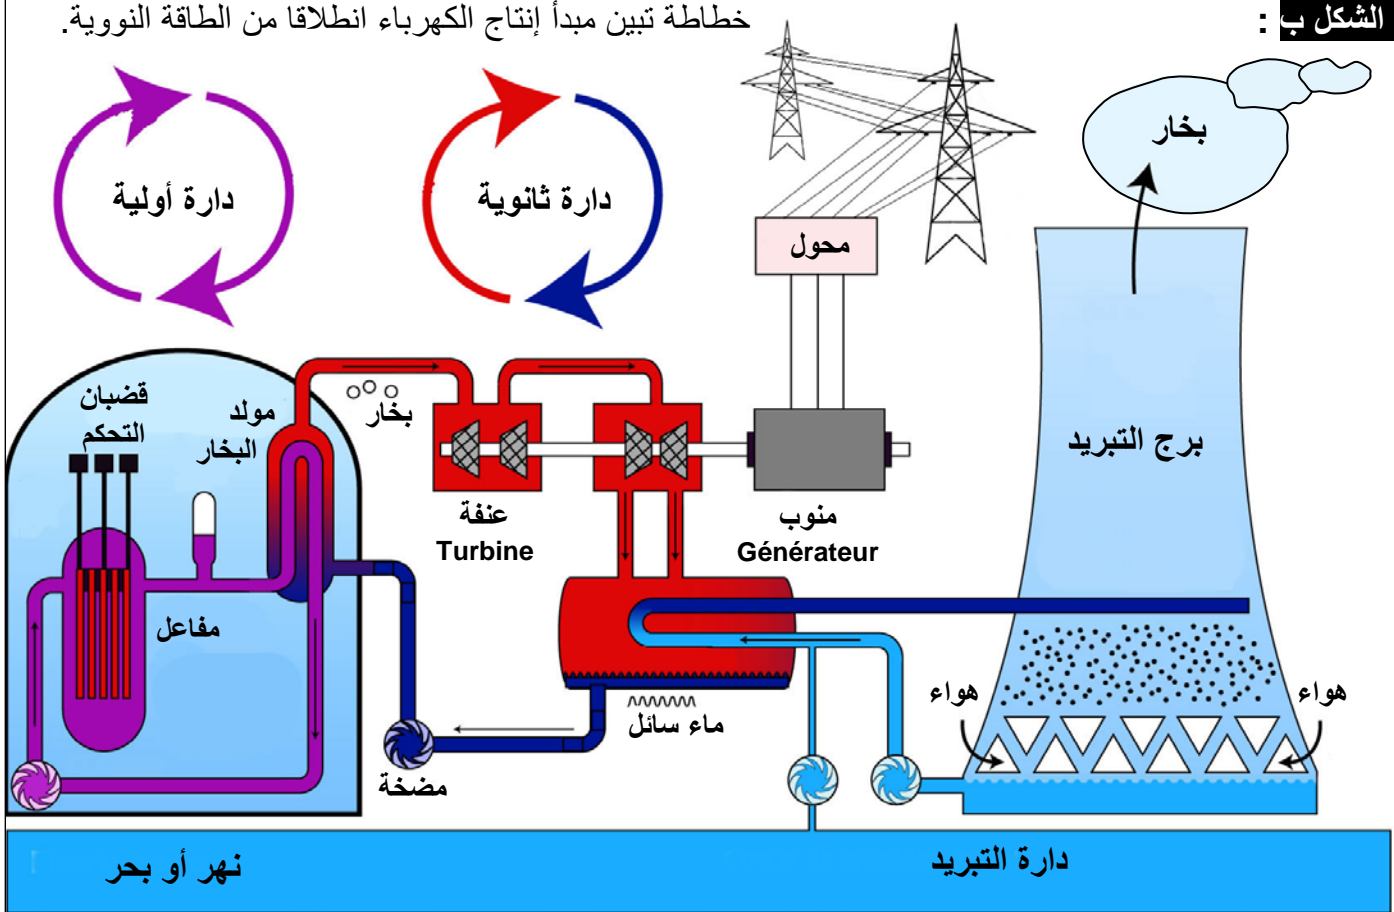 الشكل ب :
خطاطة تبين مبدأ إنتاج الكهرباء انطلاقا من الطاقة النووية.
بخار
دارة ثانوية
دارة أولية
محول
برج التبريد
قضبان
التحكم
مولد
البخار
بخار
عنفة
Turbine
منوب
Générateur
مفاعل
هواء
هواء
ماء سائل
مضخة
دارة التبريد
نهر أو بحر